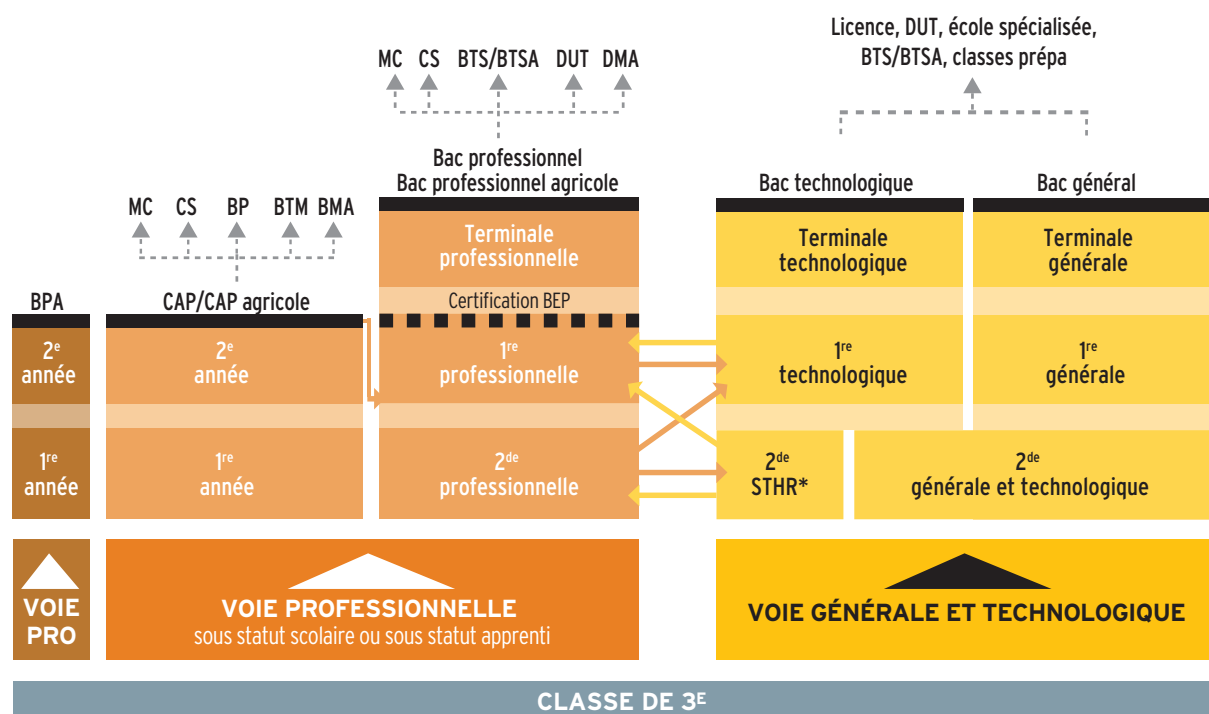 Licence, DUT, école spécialisée,
BTS/BTSA, classes prépa
MC CS BTS/BTSA DUT DMA
Bac professionnel
Bac professionnel agricole
Bac technologique
Bac général
MC CS BP BTM BMA
Terminale
professionnelle
Terminale
technologique
Terminale
générale
BPA
CAP/CAP agricole
Certification BEP
2e
année
2e
année
1re
professionnelle
1re
technologique
1re
générale
1re
année
1re
année
2de
professionnelle
2de
STHR*
2de
générale et technologique
VOIE
PRO
VOIE PROFESSIONNELLE
sous statut scolaire ou sous statut apprenti
VOIE GÉNÉRALE ET TECHNOLOGIQUE
CLASSE DE 3E